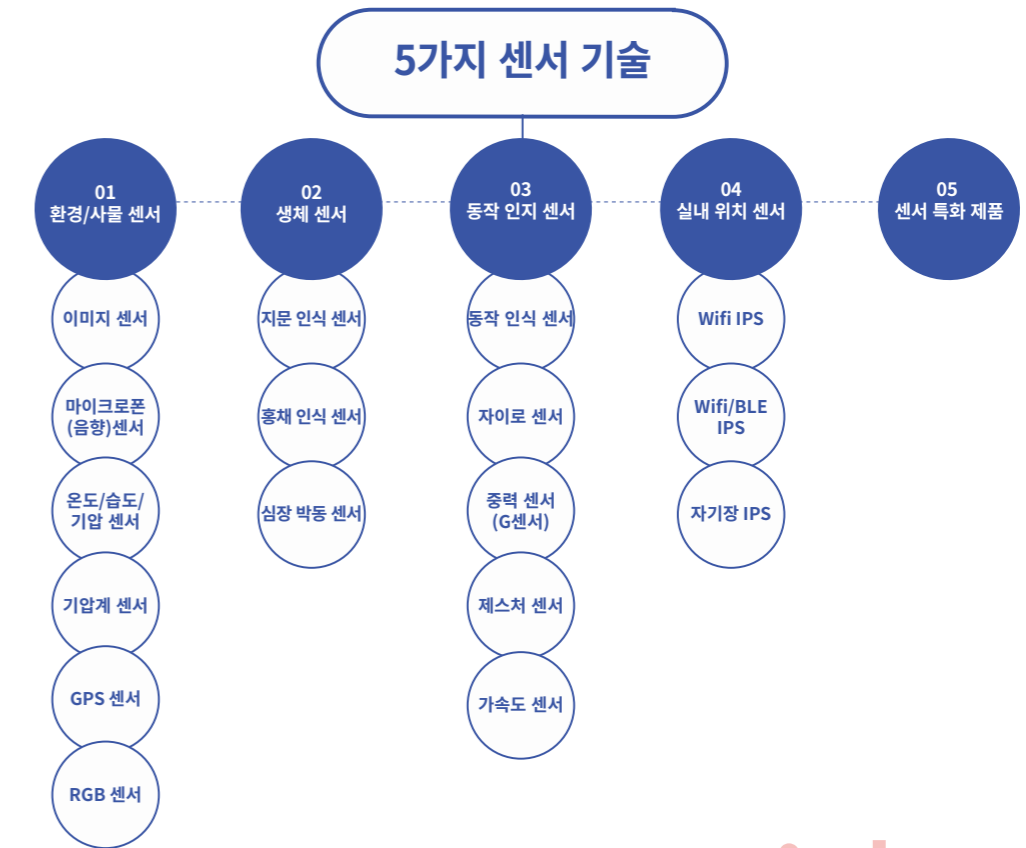 5가지 센서 기술
01
환경/사물 센서
이미지 센서
마이크로폰
(음향)센서
온도/습도/
기압 센서
기압계 센서
GPS 센서
RGB 센서
02
생체 센서
지문 인식 센서
홍채 인식 센서
심장 박동 센서
03
동작 인지 센서
동작 인식 센서
자이로 센서
중력 센서
(G센서)
제스처 센서
가속도 센서
04
실내 위치 센서
Wifi IPS
Wifi/BLE
IPS
자기장 IPS
05
센서 특화 제품